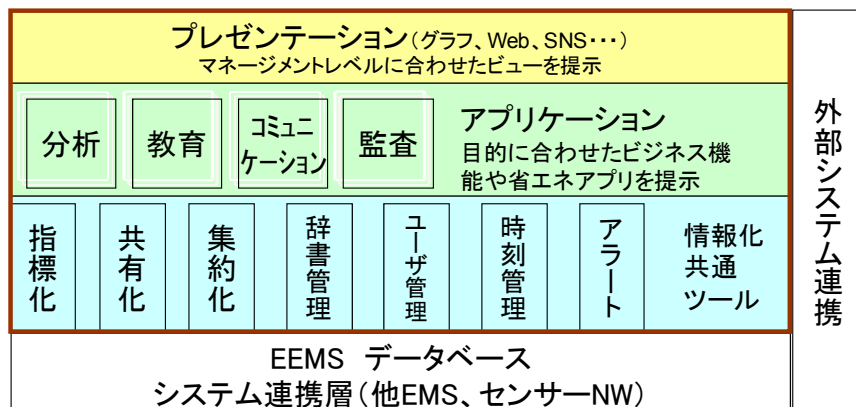 プレゼンテーション(グラフ、Web、SNS・・・)
マネージメントレベルに合わせたビューを提示
分析
教育
コミュニ
ケーション
監査
アプリケーション
目的に合わせたビジネス機
能や省エネアプリを提示
指標化
共有化
集約化
辞書管理
ユーザ管理
時刻管理
アラート
情報化
共通
ツール
EEMS データベース
システム連携層(他EMS、センサーNW)
外部システム連携